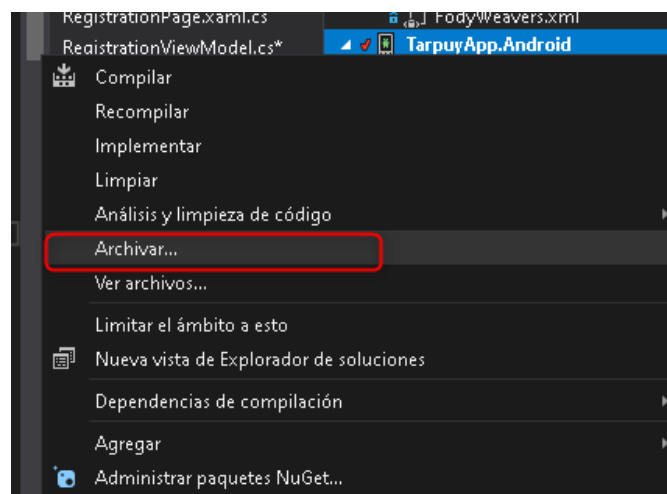 RegistrationPage.xaml.cs
FodyWeavers.xml
RegistrationViewModel.cs*
TarpuyApp.Android
Compilar
Recompilar
Implementar
Limpiar
Análisis y limpieza de código
Archivar...
Ver archivos...
Limitar el ámbito a esto
Nueva vista de Explorador de soluciones
Dependencias de compilación
Agregar
Administrar paquetes NuGet...